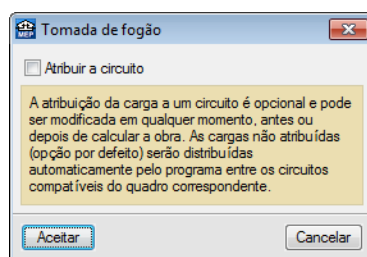 MEP Tomada de fogão
Atribuir a circuito
A atribuição da carga a um circuito é opcional e pode
ser modificada em qualquer momento, antes ou
depois de calcular a obra. As cargas não atribuídas
(opção por defeito) serão distribuídas
automaticamente pelo programa entre os circuitos
compatíveis do quadro correspondente.
Aceitar Cancelar